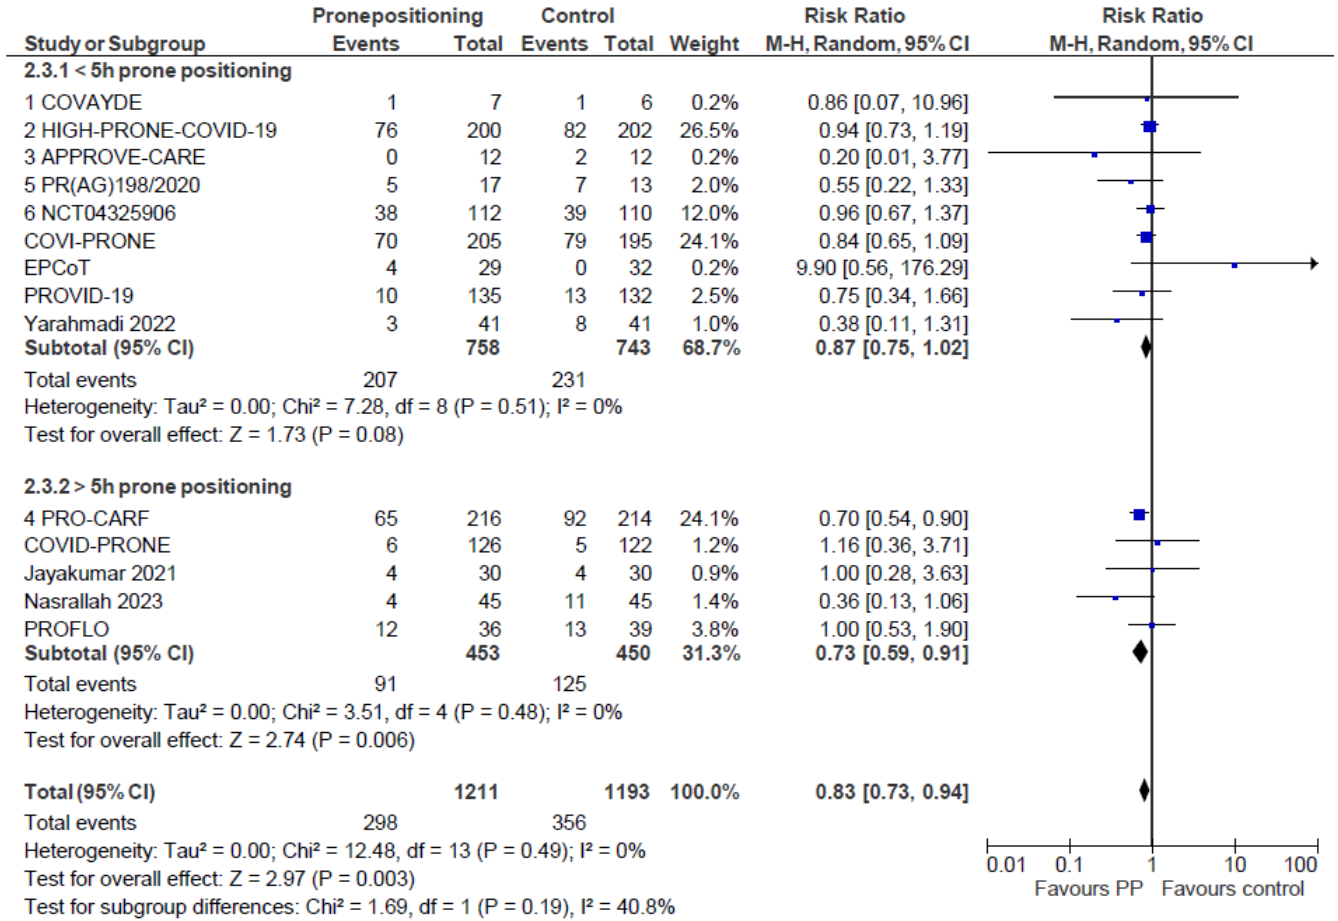 Pronepositioning Control Risk Ratio Risk Ratio
Study or Subgroup Events Total Events Total Weight M-H, Random, 95% CI M-H, Random, 95% CI
2.3.1 < 5h prone positioning
1 COVAYDE 1 7 1 6 0.2% 0.86 [0.07, 10.96]
2 HIGH-PRONE-COVID-19 76 200 82 202 26.5% 0.94 [0.73, 1.19]
3 APPROVE-CARE 0 12 2 12 0.2% 0.20 [0.01, 3.77]
5 PR(AG)198/2020 5 17 7 13 2.0% 0.55 [0.22, 1.33]
6 NCT04325906 38 112 39 110 12.0% 0.96 [0.67, 1.37]
COVI-PRONE 70 205 79 195 24.1% 0.84 [0.65, 1.09]
EPCoT 4 29 0 32 0.2% 9.90 [0.56, 176.29]
PROVID-19 10 135 13 132 2.5% 0.75 [0.34, 1.66]
Yarahmadi 2022 3 41 8 41 1.0% 0.38 [0.11, 1.31]
Subtotal (95% CI) 758 743 68.7% 0.87 [0.75, 1.02]
Total events 207 231
Heterogeneity: Tau² = 0.00; Chi² = 7.28, df = 8 (P = 0.51); I² = 0%
Test for overall effect: Z = 1.73 (P = 0.08)
2.3.2 > 5h prone positioning
4 PRO-CARF 65 216 92 214 24.1% 0.70 [0.54, 0.90]
COVID-PRONE 6 126 5 122 1.2% 1.16 [0.36, 3.71]
Jayakumar 2021 4 30 4 30 0.9% 1.00 [0.28, 3.63]
Nasrallah 2023 4 45 11 45 1.4% 0.36 [0.13, 1.06]
PROFLO 12 36 13 39 3.8% 1.00 [0.53, 1.90]
Subtotal (95% CI) 453 450 31.3% 0.73 [0.59, 0.91]
Total events 91 125
Heterogeneity: Tau² = 0.00; Chi² = 3.51, df = 4 (P = 0.48); I² = 0%
Test for overall effect: Z = 2.74 (P = 0.006)
Total (95% CI) 1211 1193 100.0% 0.83 [0.73, 0.94]
Total events 298 356
Heterogeneity: Tau² = 0.00; Chi² = 12.48, df = 13 (P = 0.49); I² = 0%
Test for overall effect: Z = 2.97 (P = 0.003)
Test for subgroup differences: Chi² = 1.69, df = 1 (P = 0.19), I² = 40.8%
0.01 0.1 1 10 100
Favours PP Favours control